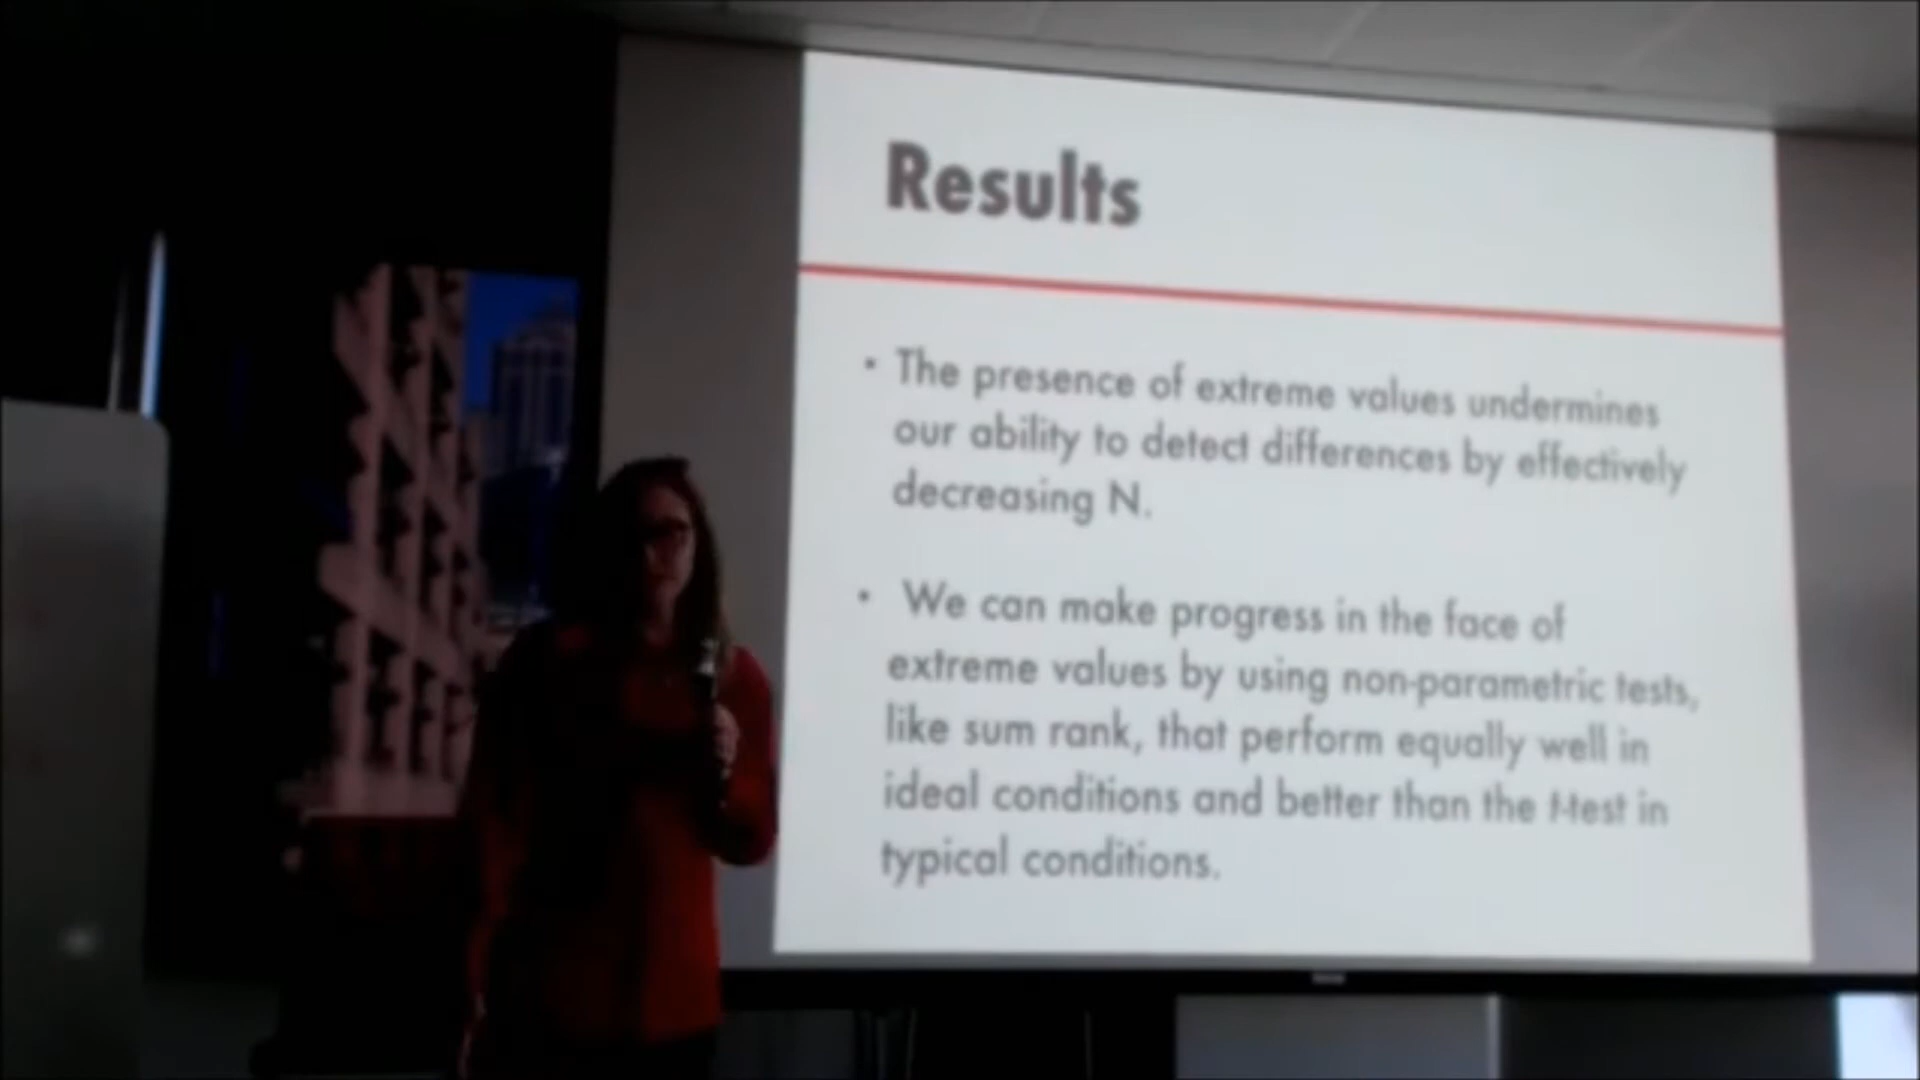 Results
• The presence of extreme values undermines
our ability to detect differences by effectively
decreasing N.
• We can make progress in the face of
extreme values by using non-parametric tests,
like sum rank, that perform equally well in
ideal conditions and better than the t-test in
typical conditions.